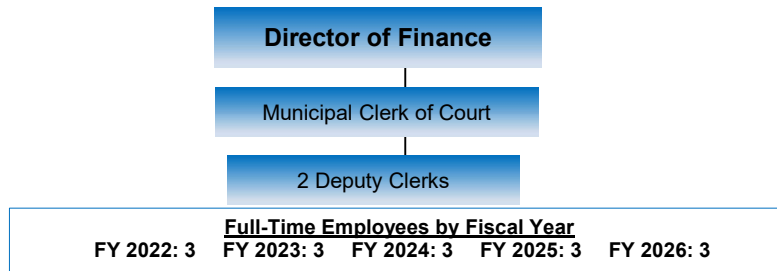 Director of Finance
Municipal Clerk of Court
2 Deputy Clerks
Full-Time Employees by Fiscal Year
FY 2022: 3 FY 2023: 3 FY 2024: 3 FY 2025: 3 FY 2026: 3